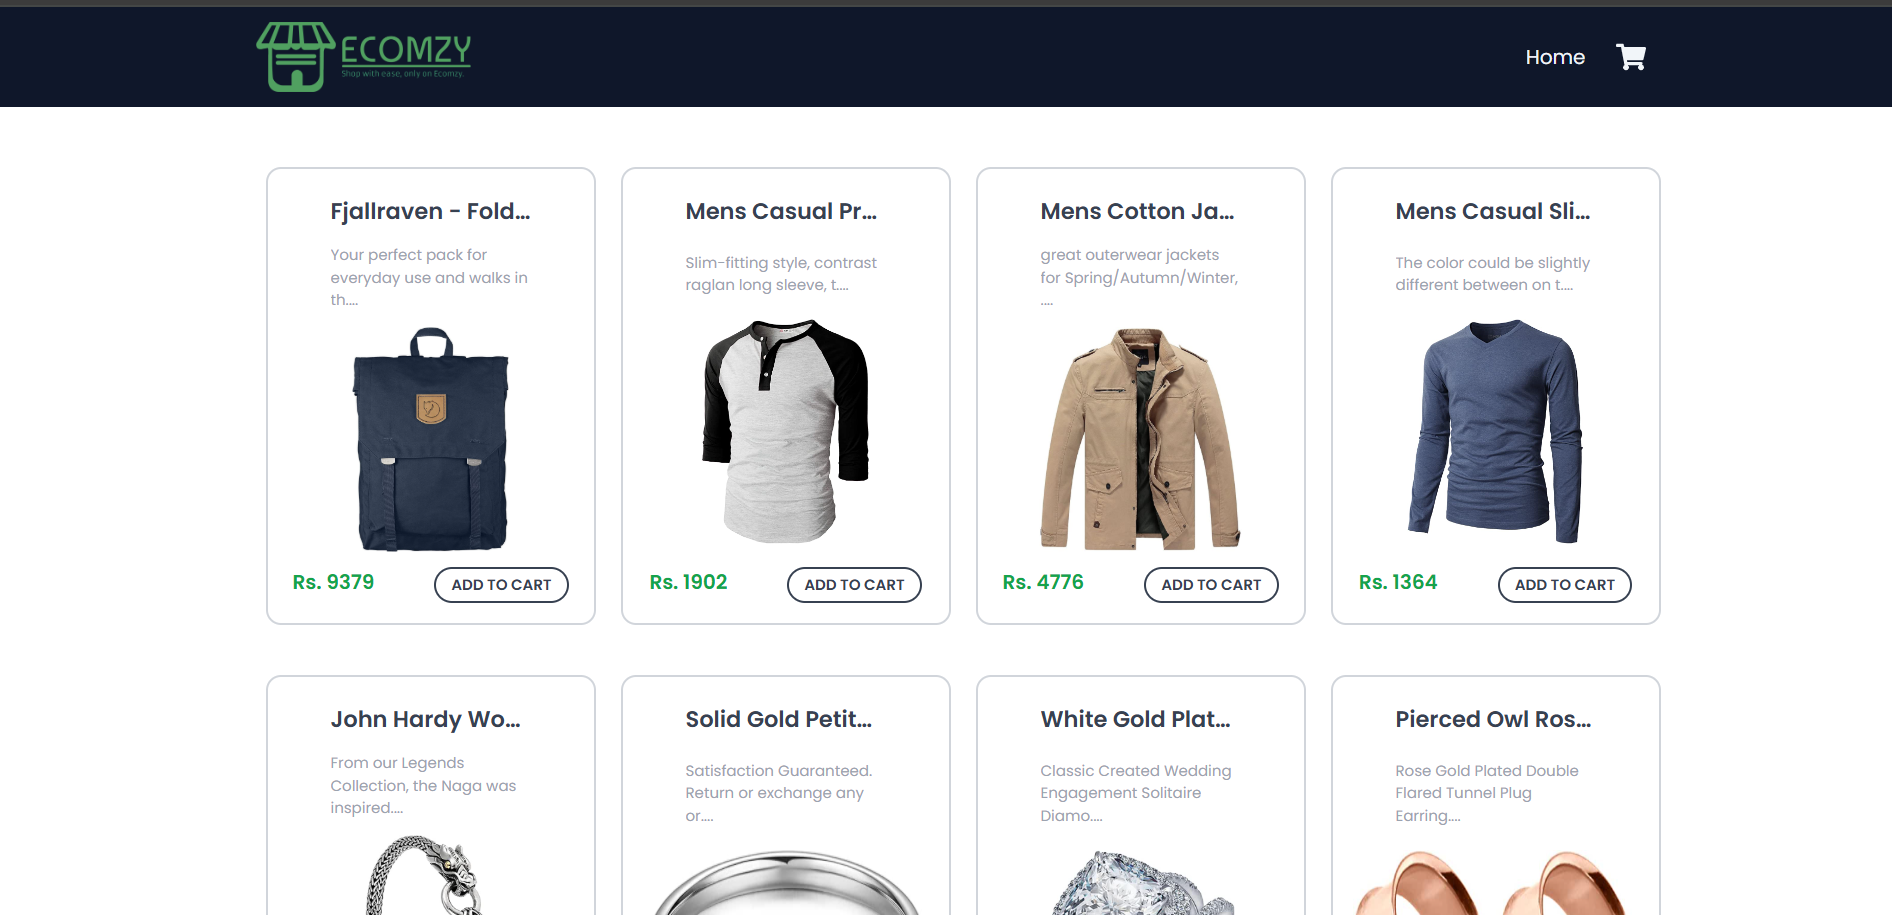 ECOMZY
Shop with ease, only on Ecomzy.
Home
Fjallraven - Fold...
Your perfect pack for
everyday use and walks in
th....
Rs. 9379
ADD TO CART
Mens Casual Pr...
Slim-fitting style, contrast
raglan long sleeve, t....
Rs. 1902
ADD TO CART
Mens Cotton Ja...
great outerwear jackets
for Spring/Autumn/Winter,
....
Rs. 4776
ADD TO CART
Mens Casual Sli...
The color could be slightly
different between on t....
Rs. 1364
ADD TO CART
John Hardy Wo...
From our Legends
Collection, the Naga was
inspired....
Solid Gold Petit...
Satisfaction Guaranteed.
Return or exchange any
or....
White Gold Plat...
Classic Created Wedding
Engagement Solitaire
Diamo....
Pierced Owl Ros...
Rose Gold Plated Double
Flared Tunnel Plug
Earring....